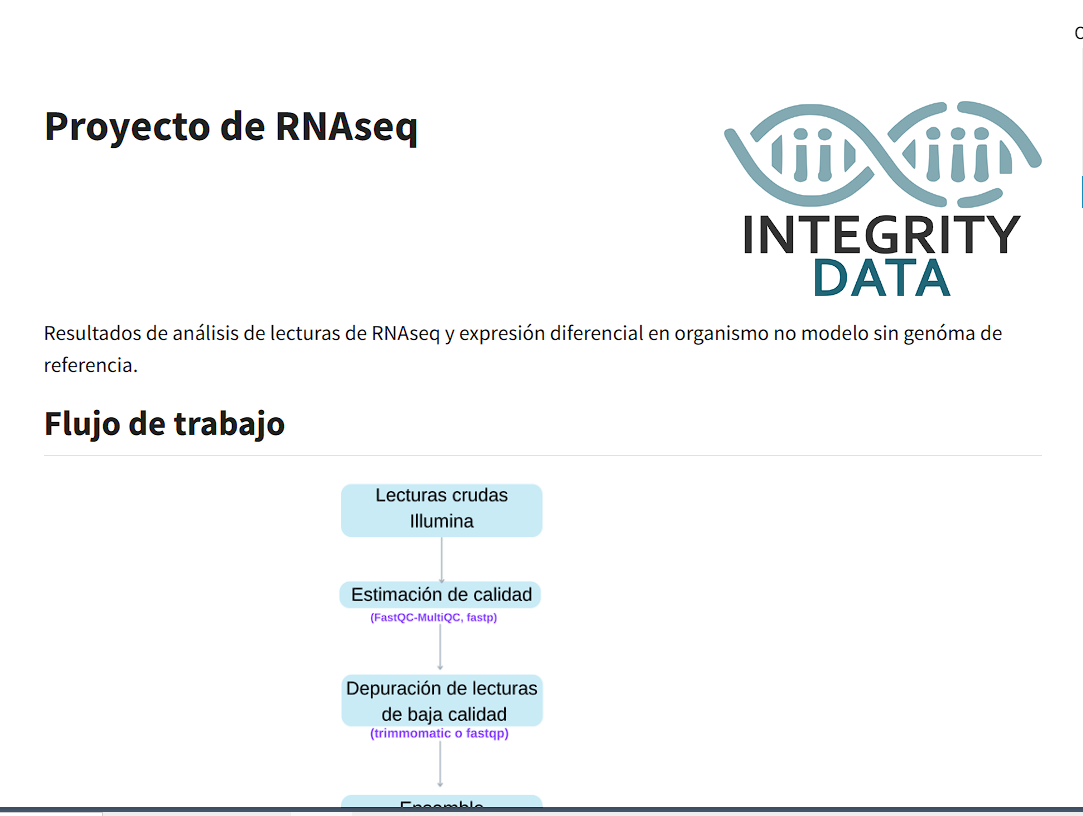 Proyecto de RNAseq
INTEGRITY
DATA
Resultados de análisis de lecturas de RNAseq y expresión diferencial en organismo no modelo sin genóma de
referencia.
Flujo de trabajo
Lecturas crudas
Illumina
Estimación de calidad
(FastQC-MultiQC, fastp)
Depuración de lecturas
de baja calidad
(trimmomatic o fastqp)
Ensamble